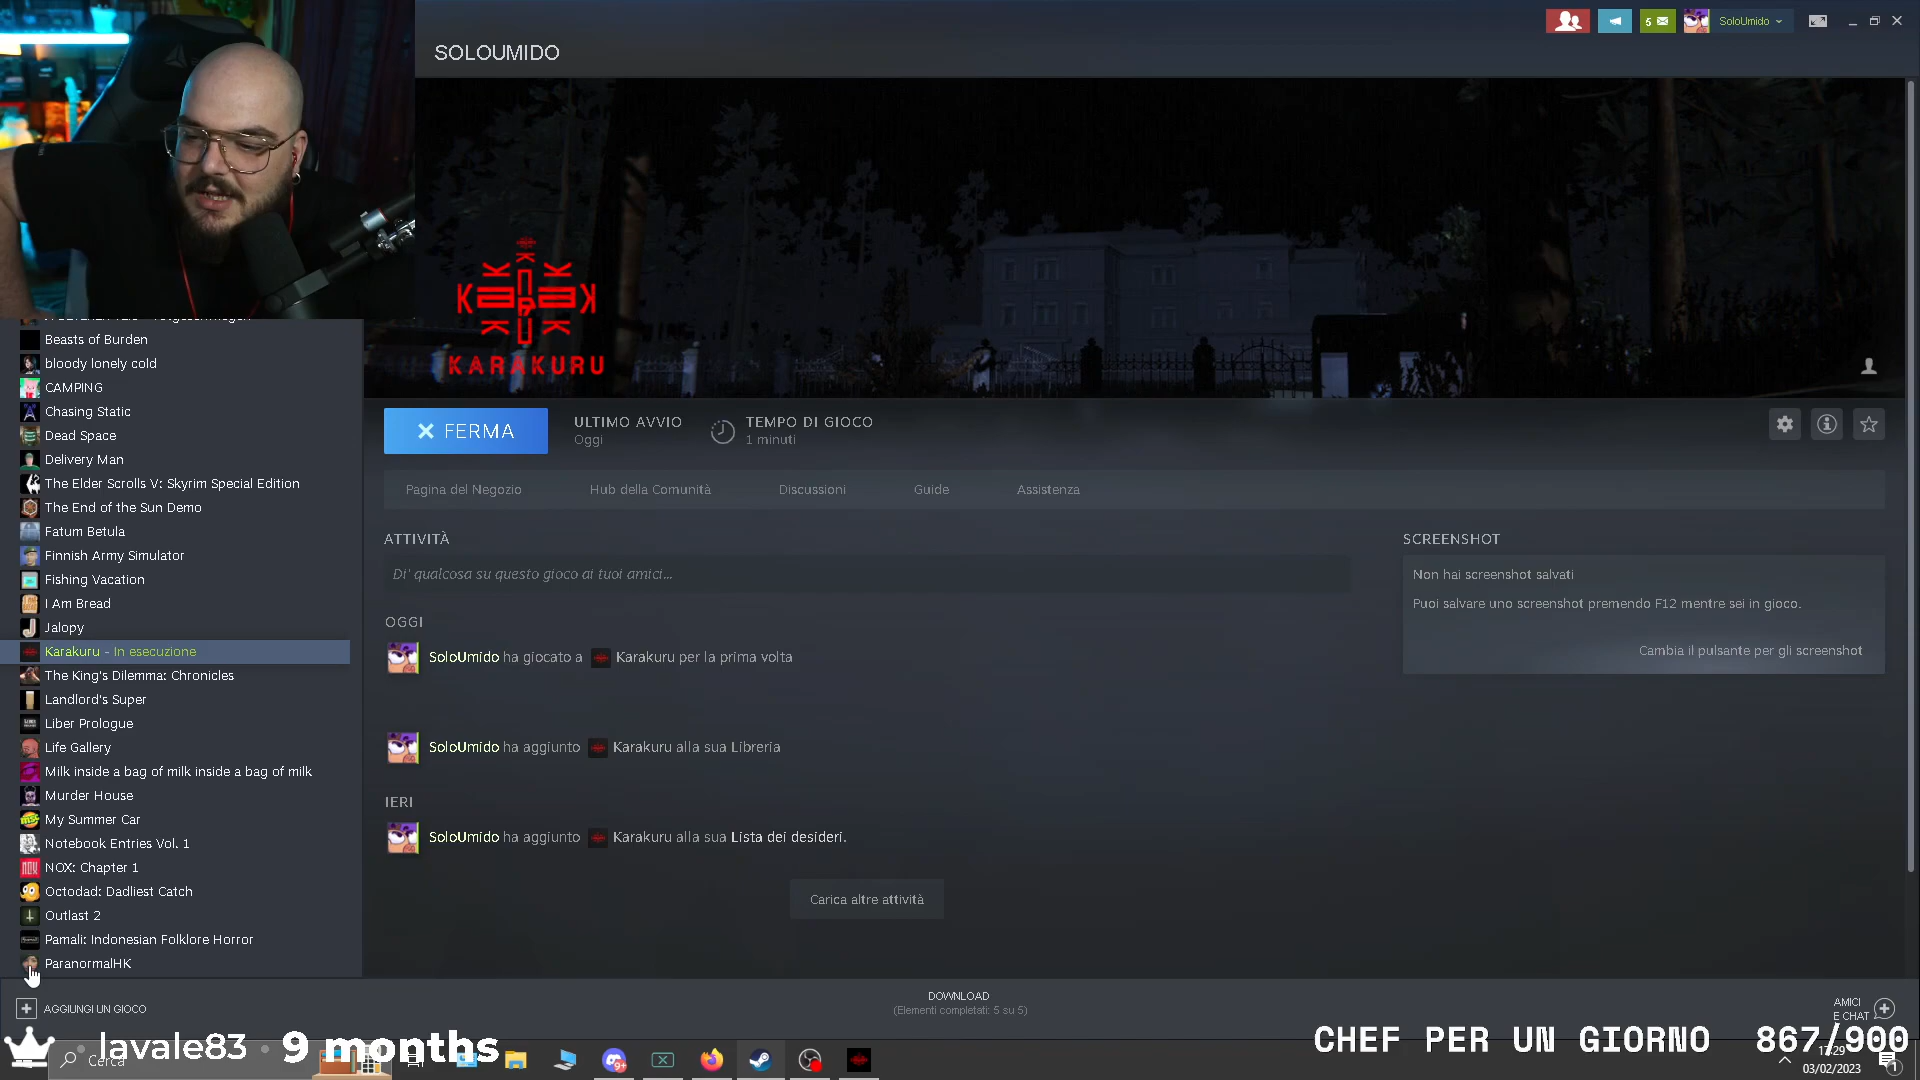 SOLOUMIDO
5
SoloUmido
KARAKURU
FERMA
ULTIMO AVVIO
Oggi
TEMPO DI GIOCO
1 minuti
Pagina del Negozio
Hub della Comunità
Discussioni
Guide
Assistenza
ATTIVITÀ
Di' qualcosa su questo gioco ai tuoi amici...
OGGI
SoloUmido ha giocato a Karakuru per la prima volta
SoloUmido ha aggiunto Karakuru alla sua Libreria
IERI
SoloUmido ha aggiunto Karakuru alla sua Lista dei desideri.
Carica altre attività
SCREENSHOT
Non hai screenshot salvati
Puoi salvare uno screenshot premendo F12 mentre sei in gioco.
Cambia il pulsante per gli screenshot
Beasts of Burden
bloody lonely cold
CAMPING
Chasing Static
Dead Space
Delivery Man
The Elder Scrolls V: Skyrim Special Edition
The End of the Sun Demo
Fatum Betula
Finnish Army Simulator
Fishing Vacation
I Am Bread
Jalopy
Karakuru - In esecuzione
The King's Dilemma: Chronicles
Landlord's Super
Liber Prologue
Life Gallery
Milk inside a bag of milk inside a bag of milk
Murder House
My Summer Car
Notebook Entries Vol. 1
NOX: Chapter 1
Octodad: Dadliest Catch
Outlast 2
Pamali: Indonesian Folklore Horror
ParanormalHK
AGGIUNGI UN GIOCO
DOWNLOAD
(Elementi completati: 5 su 5)
AMICI
E CHAT
lavale83 • 9 months
Cerca
CHEF PER UN GIORNO 867/900
17:29
03/02/2023